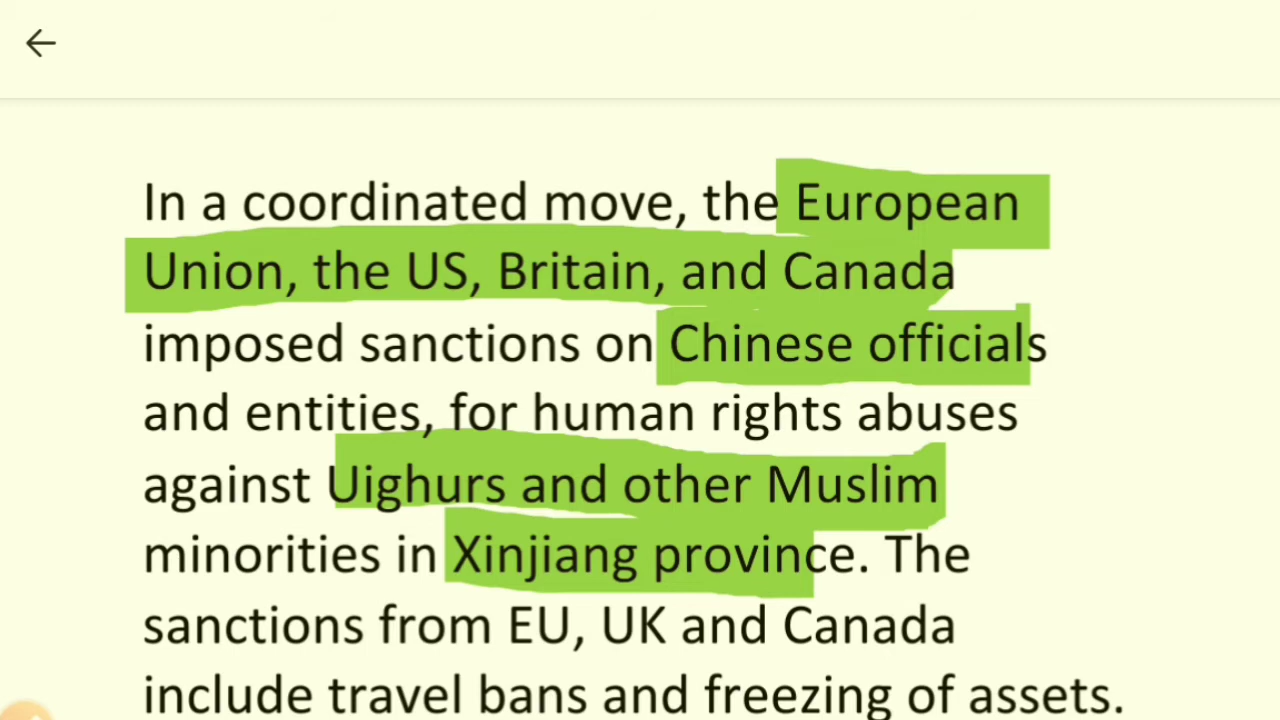 In a coordinated move, the European
Union, the US, Britain, and Canada
imposed sanctions on Chinese officials
and entities, for human rights abuses
against Uighurs and other Muslim
minorities in Xinjiang province. The
sanctions from EU, UK and Canada
include travel bans and freezing of assets.